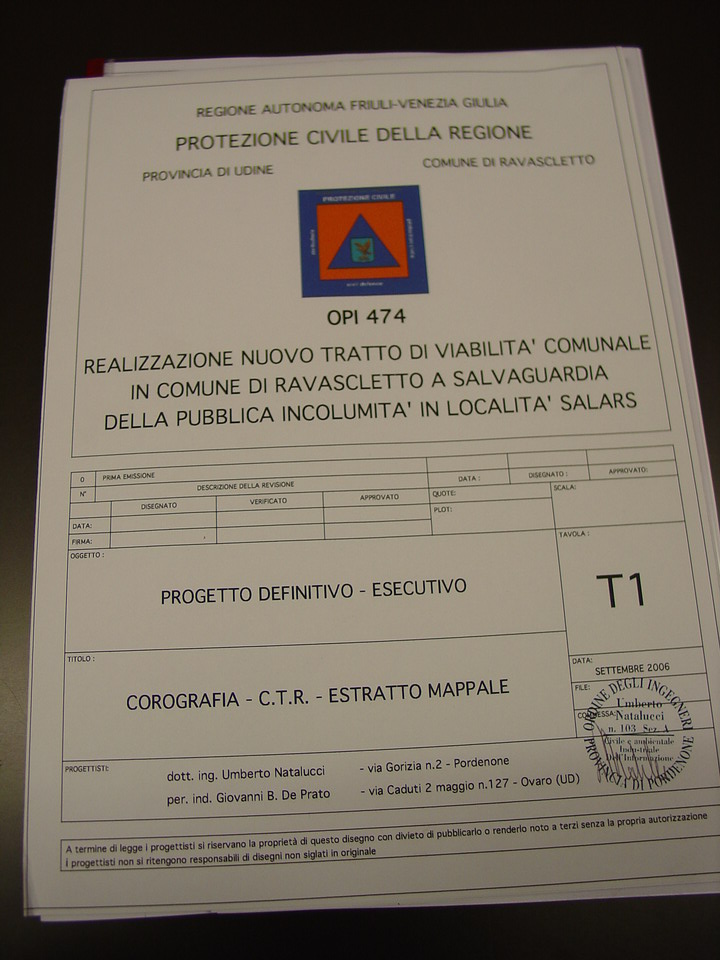 REGIONE AUTONOMA FRIULI-VENEZIA GIULIA
PROTEZIONE CIVILE DELLA REGIONE
PROVINCIA DI UDINE
COMUNE DI RAVASCLETTO
PROTEZIONE CIVILE
OPI 474
REALIZZAZIONE NUOVO TRATTO DI VIABILITA' COMUNALE
IN COMUNE DI RAVASCLETTO A SALVAGUARDIA
DELLA PUBBLICA INCOLUMITA' IN LOCALITA' SALARS
0 PRIMA EMISSIONE
N° DESCRIZIONE DELLA REVISIONE DATA : DISEGNATO : APPROVATO:
DISEGNATO VERIFICATO APPROVATO
QUOTE:
SCALA:
PLOT:
DATA:
FIRMA:
OGGETTO :
TAVOLA :
PROGETTO DEFINITIVO - ESECUTIVO
T1
TITOLO :
DATA:
SETTEMBRE 2006
COROGRAFIA - C.T.R. - ESTRATTO MAPPALE
FILE:
COMMESSA:
ORDINE DEGLI INGEGNERI
Umberto
Natalucci
n. 103 Sez. A
Civile e ambientale
Industriale
Dell'Informazione
PROVINCIA DI PORDENONE
PROGETTISTI:
dott. ing. Umberto Natalucci - via Gorizia n.2 - Pordenone
per. ind. Giovanni B. De Prato - via Caduti 2 maggio n.127 - Ovaro (UD)
A termine di legge i progettisti si riservano la proprietà di questo disegno con divieto di pubblicarlo o renderlo noto a terzi senza la propria autorizzazione
I progettisti non si ritengono responsabili di disegni non siglati in originale